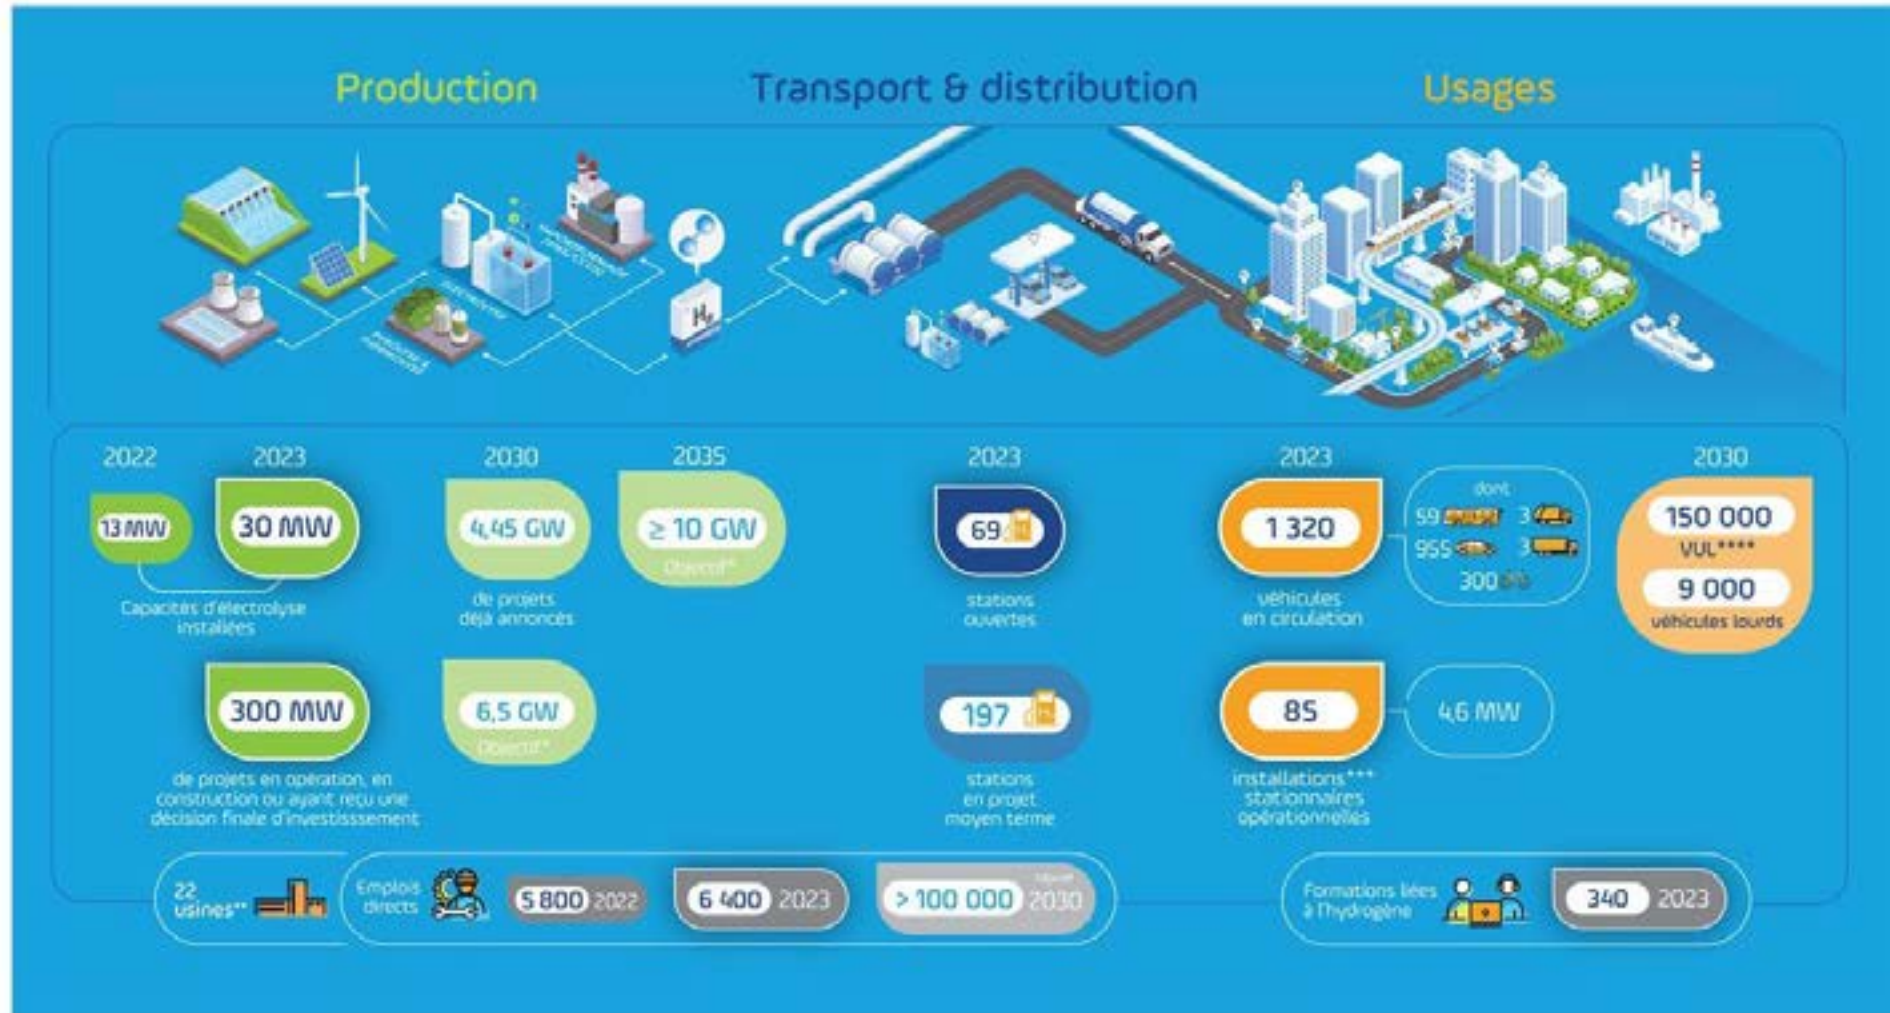 Production
Transport & distribution
Usages
ÉLECTROLYSE
H₂
2022
2023
2030
2035
2023
2023
2030
13 MW
30 MW
4,45 GW
≥ 10 GW
Objectif*
69
1 320
dont
59
3
955
3
300
150 000
VUL****
9 000
véhicules lourds
Capacités d'électrolyse
installées
de projets
déjà annoncés
stations
ouvertes
véhicules
en circulation
300 MW
6,5 GW
Objectif*
197
85
4,6 MW
de projets en opération, en
construction ou ayant reçu une
décision finale d'investisssement
stations
en projet
moyen terme
installations***
stationnaires
opérationnelles
22
usines**
Emplois
directs
5 800 2022
6 400 2023
> 100 000 2030
Formations liées
à l'hydrogène
340 2023